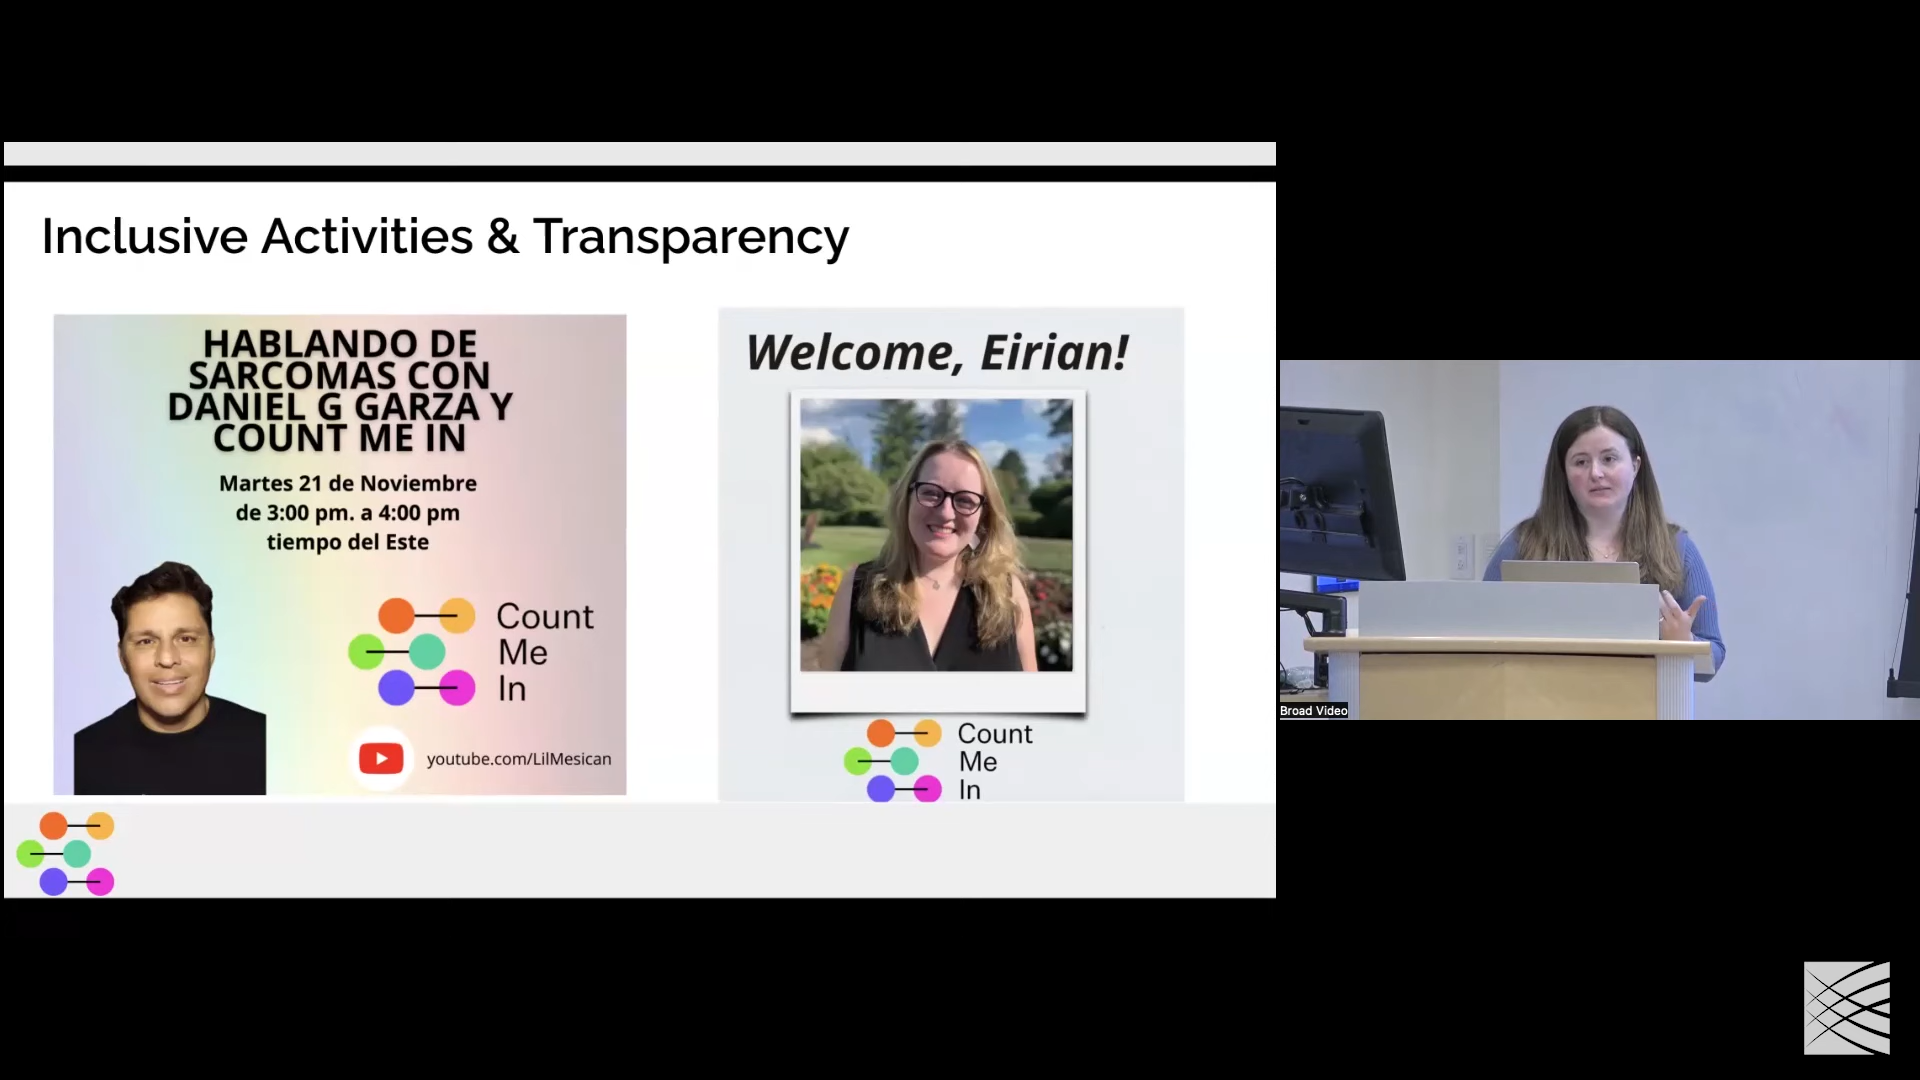 Inclusive Activities & Transparency
HABLANDO DE
SARCOMAS CON
DANIEL G GARZA Y
COUNT ME IN
Martes 21 de Noviembre
de 3:00 pm. a 4:00 pm
tiempo del Este
Count
Me
In
youtube.com/LilMesican
Welcome, Eirian!
Count
Me
In
Broad Video